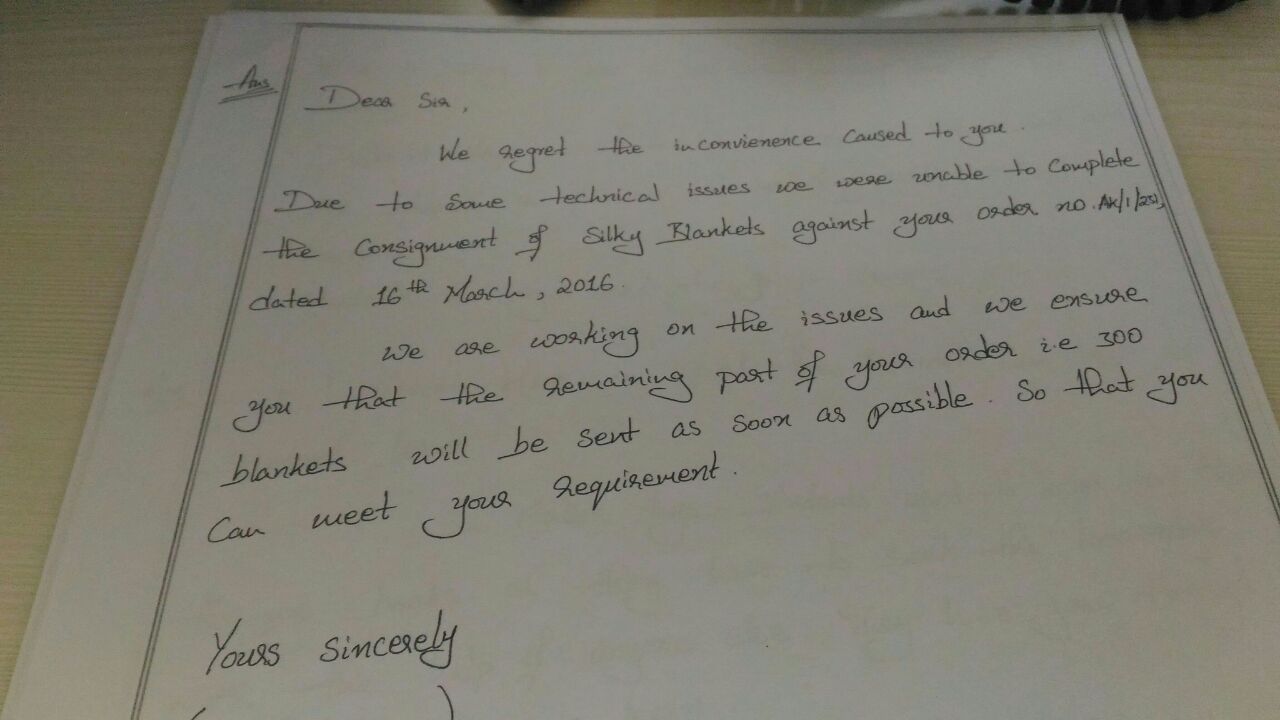 Ans
Dear Sir,
We regret the inconvienence caused to you.
Due to some technical issues we were unable to complete
the consignment of Silky Blankets against your order no.
dated 16th March, 2016.
We are working on the issues and we ensure
you that the remaining part of your order i.e 300
blankets will be sent as soon as possible. So that you
can meet your requirement.
Yours sincerely
( )